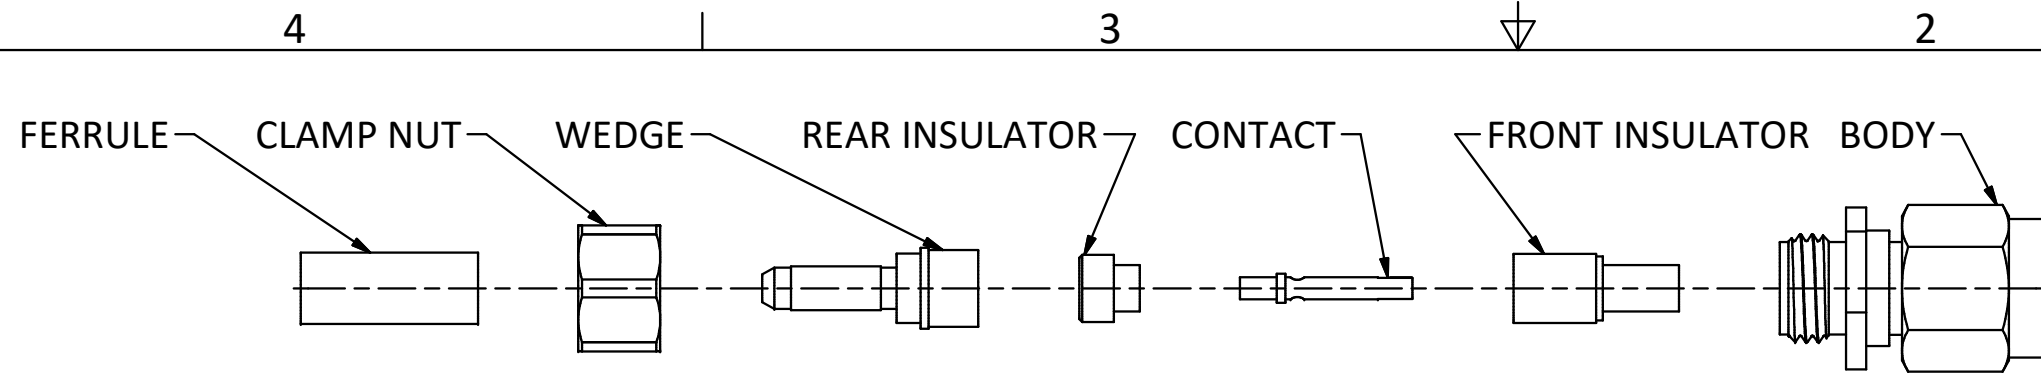 4 3 2
FERRULE CLAMP NUT WEDGE REAR INSULATOR CONTACT FRONT INSULATOR BODY